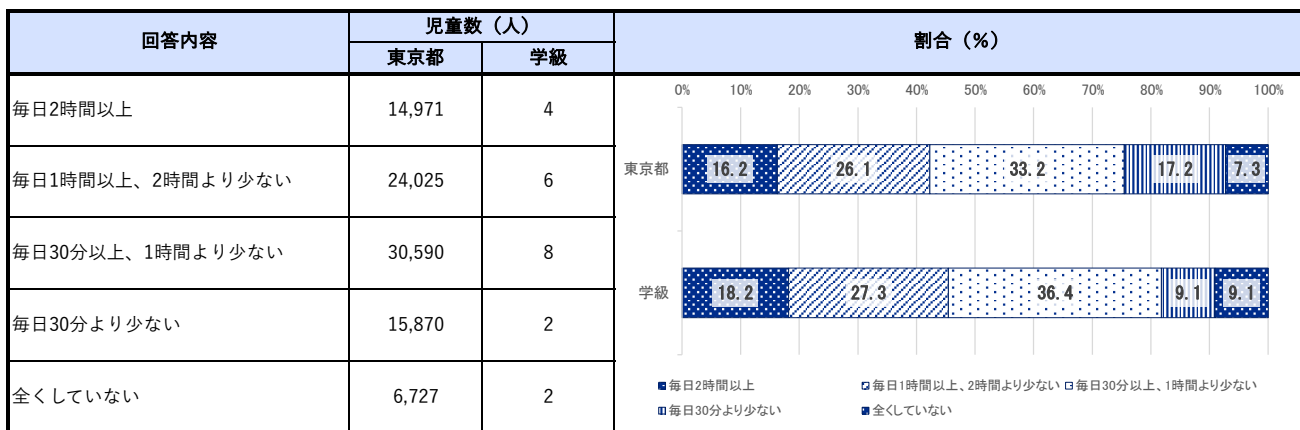 回答内容
児童数（人）
割合（%）
東京都
学級
毎日2時間以上
14,971
4
毎日1時間以上、2時間より少ない
24,025
6
毎日30分以上、1時間より少ない
30,590
8
毎日30分より少ない
15,870
2
全くしていない
6,727
2
0% 10% 20% 30% 40% 50% 60% 70% 80% 90% 100%
東京都 16.2 26.1 33.2 17.2 7.3
学級 18.2 27.3 36.4 9.1 9.1
毎日2時間以上 毎日1時間以上、2時間より少ない 毎日30分以上、1時間より少ない
毎日30分より少ない 全くしていない